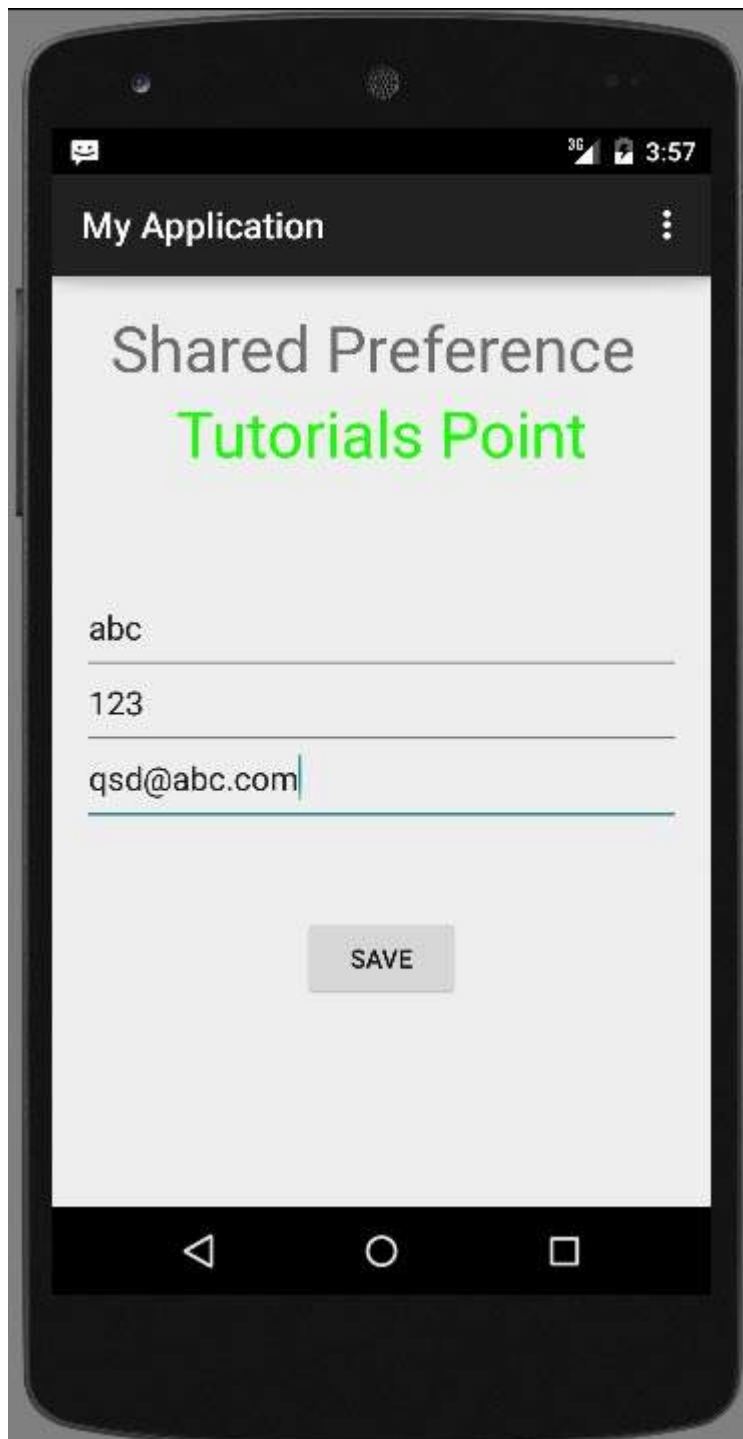 3G 3:57
My Application
Shared Preference
Tutorials Point
abc
123
qsd@abc.com
SAVE